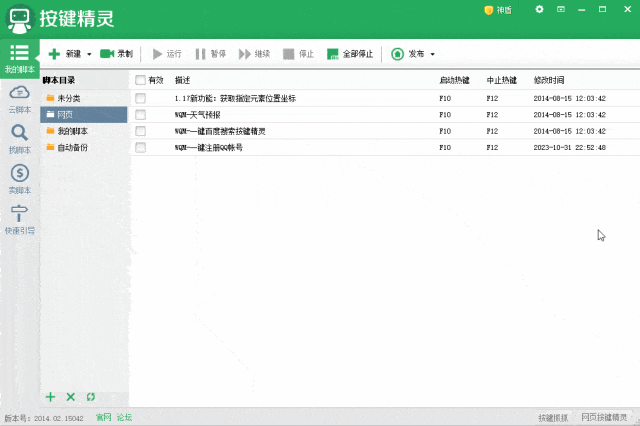 按键精灵
神盾
新建 录制 运行 暂停 继续 停止 全部停止 发布
我的脚本
云脚本
找脚本
卖脚本
快速引导
脚本目录
未分类
网页
我的脚本
自动备份
有效 描述 启动热键 中止热键 修改时间
1.17新功能：获取指定元素位置坐标 F10 F12 2014-08-15 12:03:42
WQM-天气预报 F10 F12 2014-08-15 12:03:42
WQM-一键百度搜索按键精灵 F10 F12 2014-08-15 12:03:42
WQM-一键注册QQ帐号 F10 F12 2023-10-31 22:52:48
版本号：2014.02.15042 官网 论坛 按键抓抓 网页按键精灵